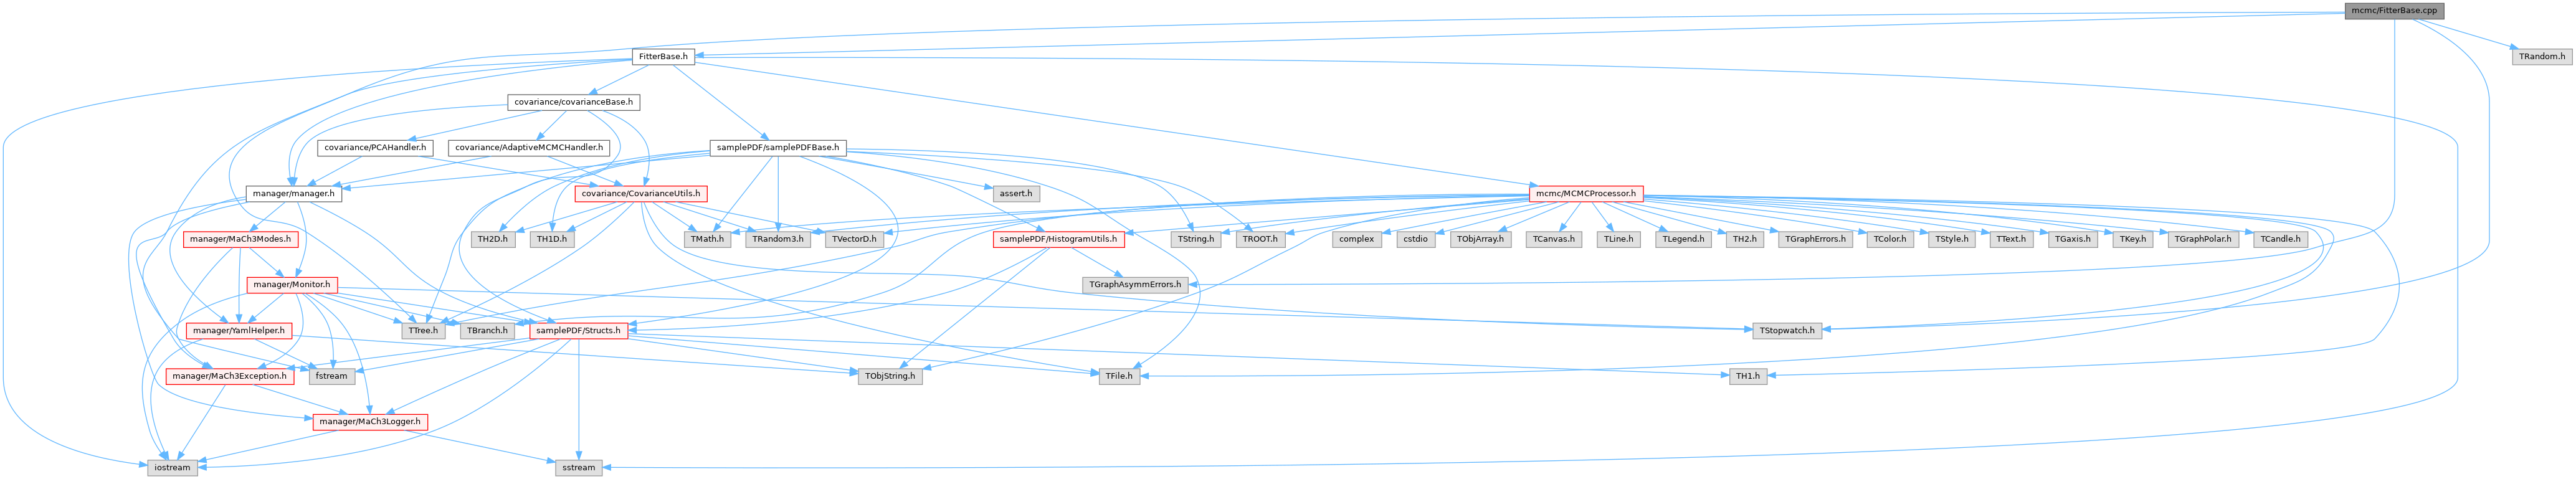 mcmc/FitterBase.cpp
FitterBase.h
TRandom.h
covariance/covarianceBase.h
covariance/PCAHandler.h
covariance/AdaptiveMCMCHandler.h
samplePDF/samplePDFBase.h
manager/manager.h
covariance/CovarianceUtils.h
assert.h
mcmc/MCMCProcessor.h
manager/MaCh3Modes.h
TH2D.h
TH1D.h
TMath.h
TRandom3.h
TVectorD.h
samplePDF/HistogramUtils.h
TString.h
TROOT.h
complex
cstdio
TObjArray.h
TCanvas.h
TLine.h
TLegend.h
TH2.h
TGraphErrors.h
TColor.h
TStyle.h
TText.h
TGaxis.h
TKey.h
TGraphPolar.h
TCandle.h
manager/Monitor.h
TGraphAsymmErrors.h
manager/YamlHelper.h
TTree.h
TBranch.h
samplePDF/Structs.h
TStopwatch.h
manager/MaCh3Exception.h
fstream
TObjString.h
TFile.h
TH1.h
manager/MaCh3Logger.h
iostream
sstream